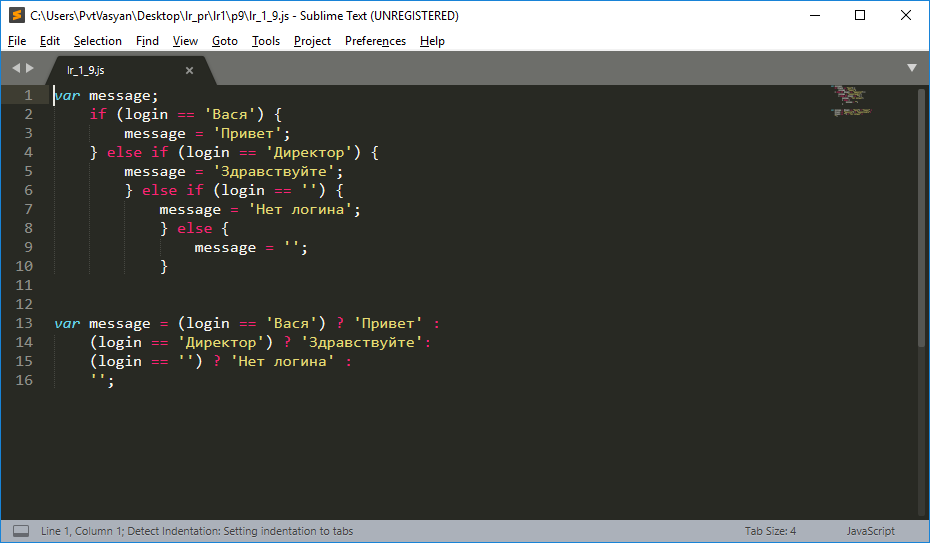 C:\Users\PvtVasyan\Desktop\lr_pr\lr1\p9\lr_1_9.js - Sublime Text (UNREGISTERED)
File Edit Selection Find View Goto Tools Project Preferences Help
lr_1_9.js
1 var message;
2     if (login == 'Вася') {
3         message = 'Привет';
4     } else if (login == 'Директор') {
5         message = 'Здравствуйте';
6         } else if (login == '') {
7             message = 'Нет логина';
8             } else {
9                 message = '';
10             }
11
12
13 var message = (login == 'Вася') ? 'Привет' :
14     (login == 'Директор') ? 'Здравствуйте':
15     (login == '') ? 'Нет логина' :
16     '';
Line 1, Column 1; Detect Indentation: Setting indentation to tabs Tab Size: 4 JavaScript